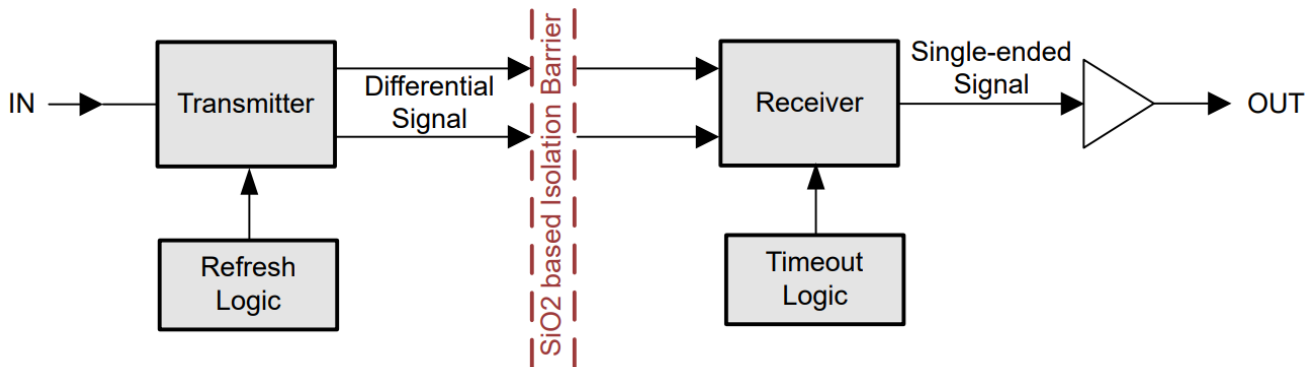 IN
Transmitter
Differential
Signal
SiO2 based Isolation Barrier
Receiver
Single-ended
Signal
OUT
Refresh
Logic
Timeout
Logic